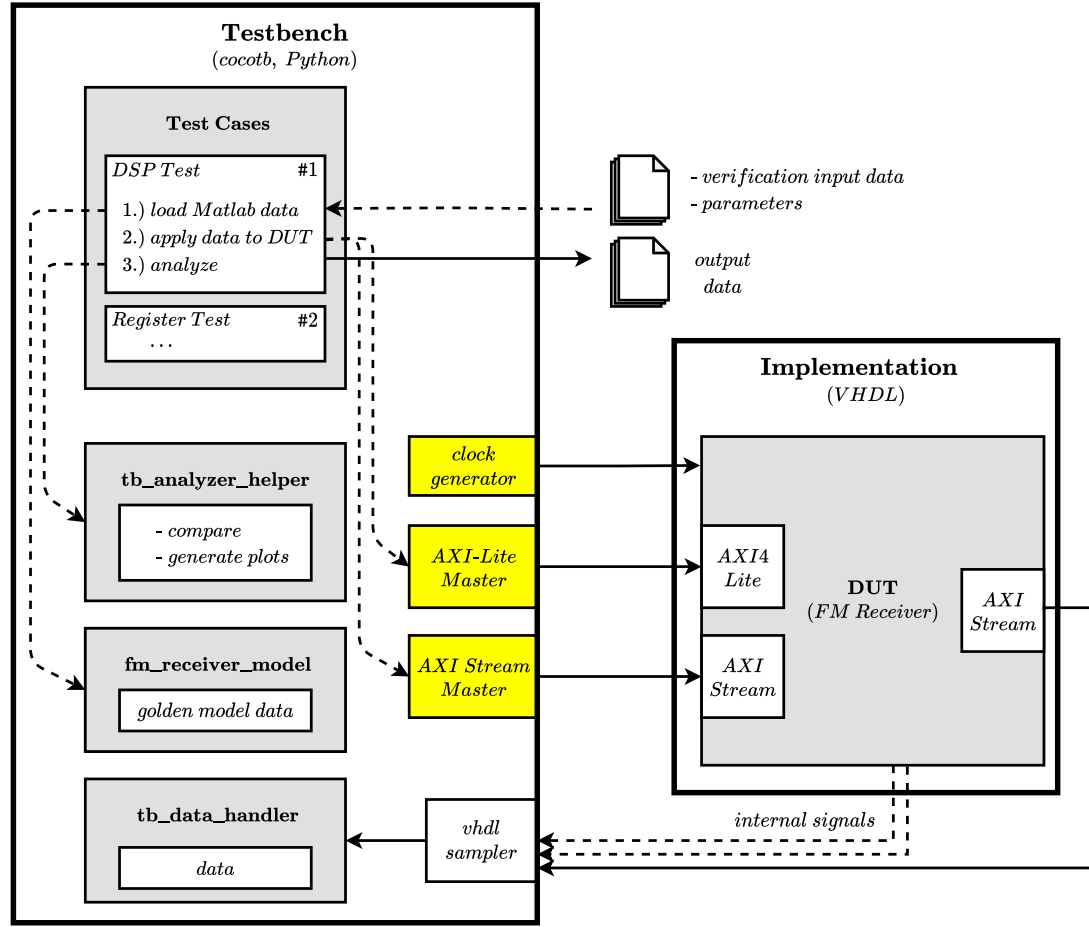 Testbench
(cocotb, Python)
Test Cases
DSP Test #1
1.) load Matlab data
2.) apply data to DUT
3.) analyze
Register Test #2
...
- verification input data
- parameters
output
data
Implementation
(VHDL)
clock
generator
tb_analyzer_helper
- compare
- generate plots
AXI-Lite
Master
AXI4
Lite
DUT
(FM Receiver)
AXI
Stream
fm_receiver_model
golden model data
AXI Stream
Master
AXI
Stream
tb_data_handler
data
vhdl
sampler
internal signals